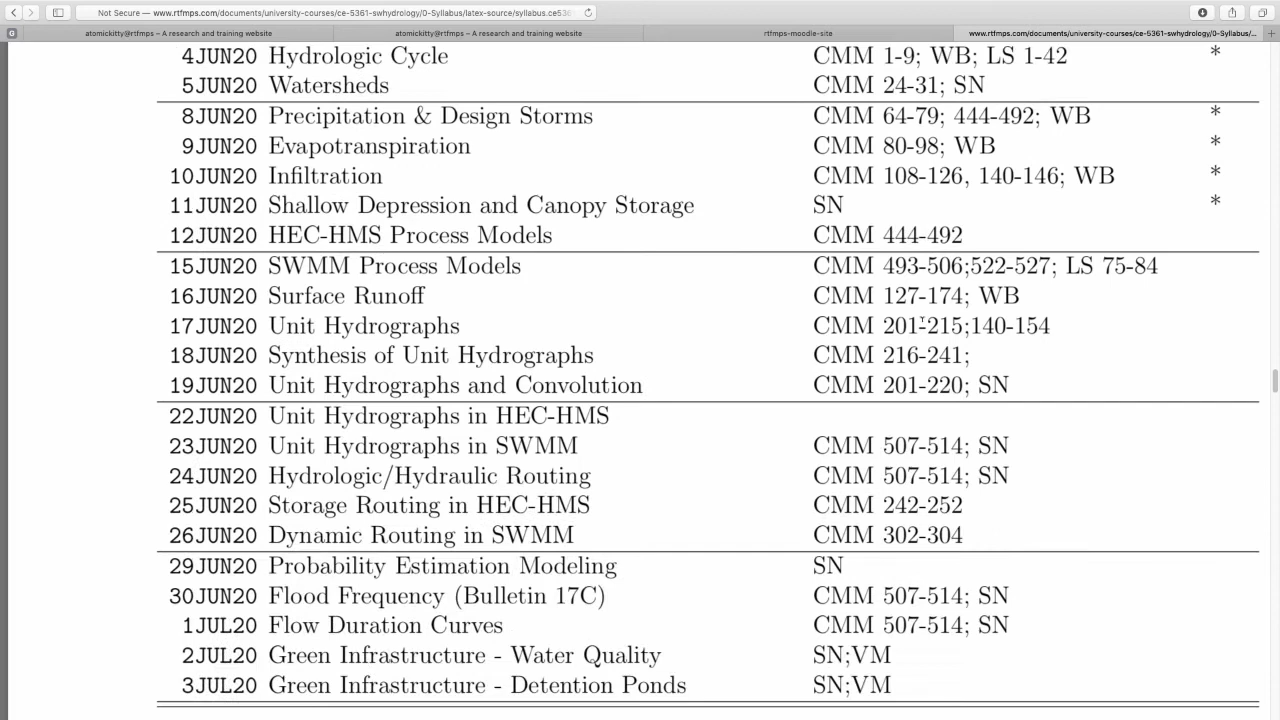 Not Secure — www.rtfmps.com/documents/university-courses/ce-5361-swhydrology/0-Syllabus/latex-source/syllabus.ce536
G atomickitty@rtfmps – A research and training website atomickitty@rtfmps – A research and training website rtfmps-moodle-site www.rtfmps.com/documents/university-courses/ce-5361-swhydrology/0-Syllabus/...
4JUN20 Hydrologic Cycle CMM 1-9; WB; LS 1-42 *
5JUN20 Watersheds CMM 24-31; SN
8JUN20 Precipitation & Design Storms CMM 64-79; 444-492; WB *
9JUN20 Evapotranspiration CMM 80-98; WB *
10JUN20 Infiltration CMM 108-126, 140-146; WB *
11JUN20 Shallow Depression and Canopy Storage SN *
12JUN20 HEC-HMS Process Models CMM 444-492
15JUN20 SWMM Process Models CMM 493-506;522-527; LS 75-84
16JUN20 Surface Runoff CMM 127-174; WB
17JUN20 Unit Hydrographs CMM 201-215;140-154
18JUN20 Synthesis of Unit Hydrographs CMM 216-241;
19JUN20 Unit Hydrographs and Convolution CMM 201-220; SN
22JUN20 Unit Hydrographs in HEC-HMS
23JUN20 Unit Hydrographs in SWMM CMM 507-514; SN
24JUN20 Hydrologic/Hydraulic Routing CMM 507-514; SN
25JUN20 Storage Routing in HEC-HMS CMM 242-252
26JUN20 Dynamic Routing in SWMM CMM 302-304
29JUN20 Probability Estimation Modeling SN
30JUN20 Flood Frequency (Bulletin 17C) CMM 507-514; SN
1JUL20 Flow Duration Curves CMM 507-514; SN
2JUL20 Green Infrastructure - Water Quality SN;VM
3JUL20 Green Infrastructure - Detention Ponds SN;VM